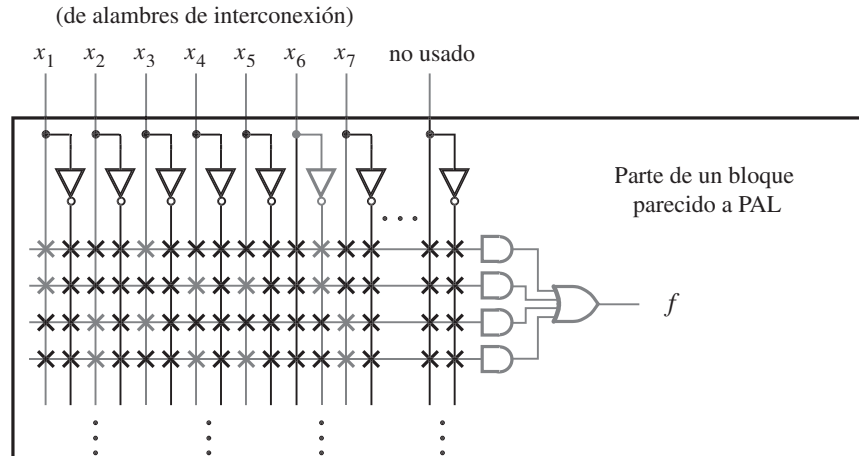 (de alambres de interconexión)
x₁ x₂ x₃ x₄ x₅ x₆ x₇ no usado
Parte de un bloque
parecido a PAL
f